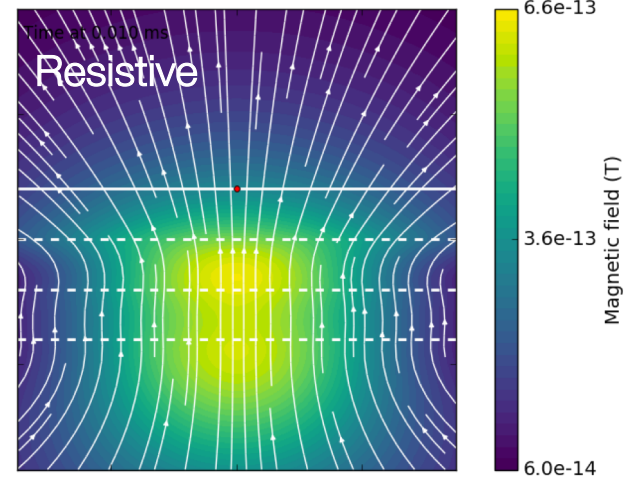 Time at 0.010 ms
Resistive
6.6e-13
3.6e-13
6.0e-14
Magnetic field (T)